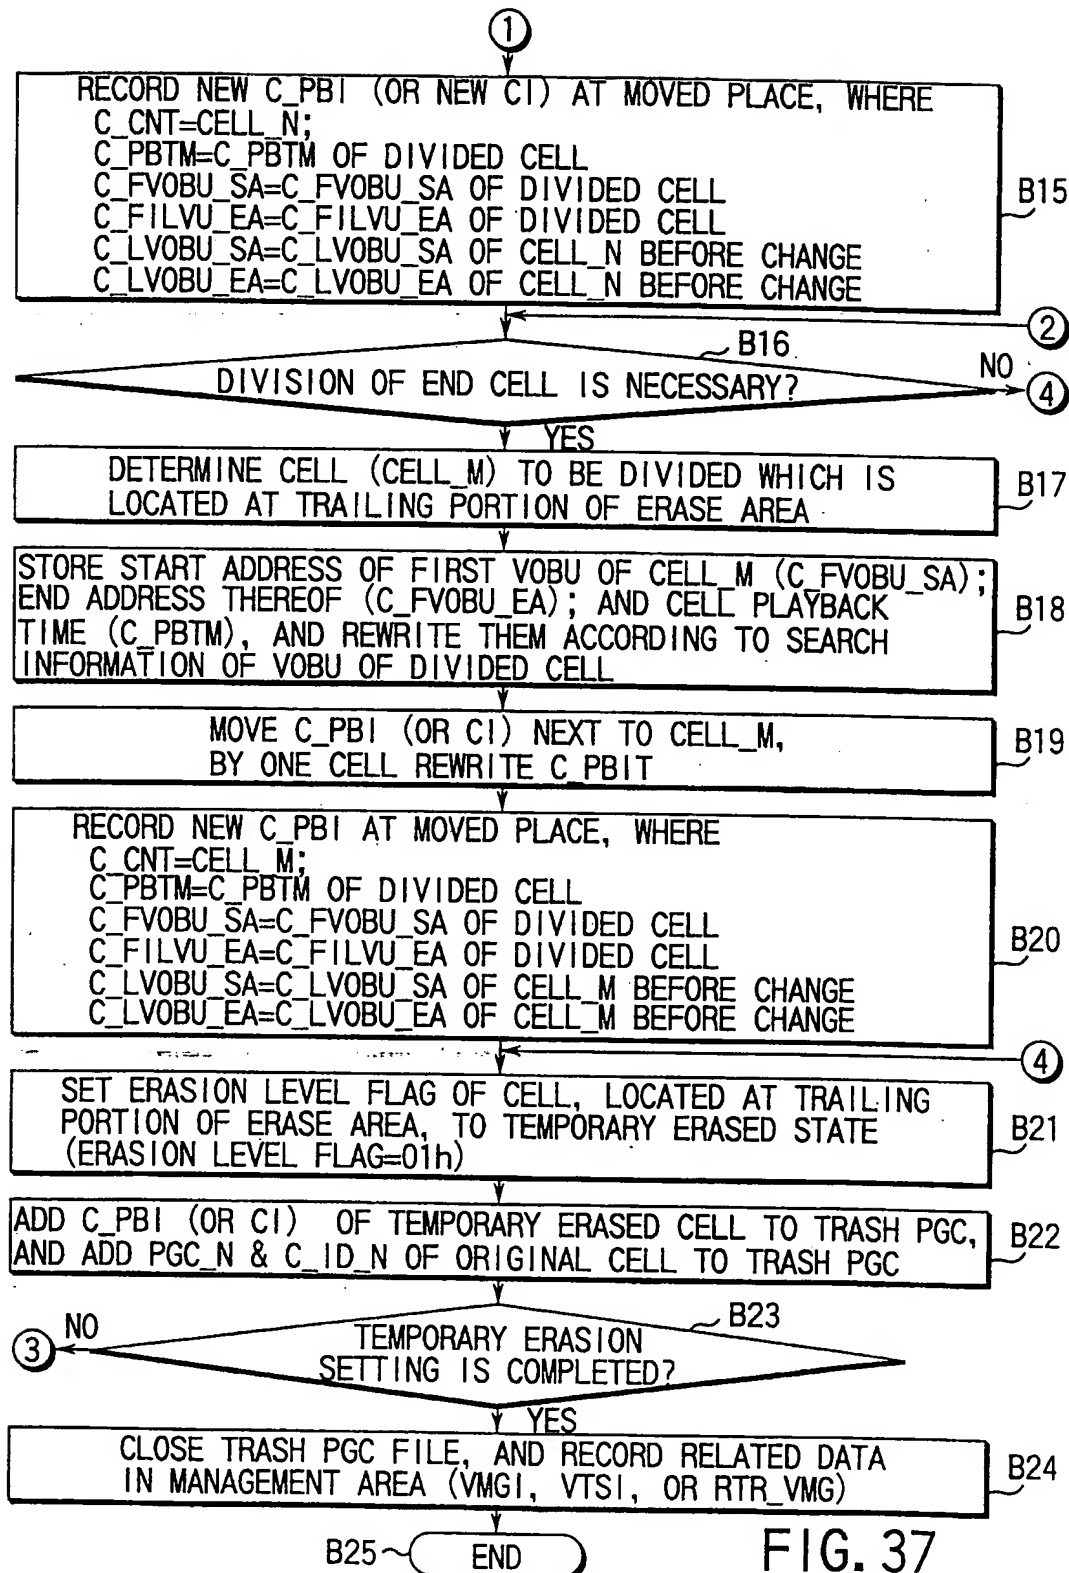 1
RECORD NEW C_PBI (OR NEW CI) AT MOVED PLACE, WHERE
C_CNT=CELL_N;
C_PBTM=C_PBTM OF DIVIDED CELL
C_FVOBU_SA=C_FVOBU_SA OF DIVIDED CELL
C_FILVU_EA=C_FILVU_EA OF DIVIDED CELL
C_LVOBU_SA=C_LVOBU_SA OF CELL_N BEFORE CHANGE
C_LVOBU_EA=C_LVOBU_EA OF CELL_N BEFORE CHANGE
B15
2
B16
DIVISION OF END CELL IS NECESSARY?
NO
4
YES
DETERMINE CELL (CELL_M) TO BE DIVIDED WHICH IS
LOCATED AT TRAILING PORTION OF ERASE AREA
B17
STORE START ADDRESS OF FIRST VOBU OF CELL_M (C_FVOBU_SA);
END ADDRESS THEREOF (C_FVOBU_EA); AND CELL PLAYBACK
TIME (C_PBTM), AND REWRITE THEM ACCORDING TO SEARCH
INFORMATION OF VOBU OF DIVIDED CELL
B18
MOVE C_PBI (OR CI) NEXT TO CELL_M,
BY ONE CELL REWRITE C_PBIT
B19
RECORD NEW C_PBI AT MOVED PLACE, WHERE
C_CNT=CELL_M;
C_PBTM=C_PBTM OF DIVIDED CELL
C_FVOBU_SA=C_FVOBU_SA OF DIVIDED CELL
C_FILVU_EA=C_FILVU_EA OF DIVIDED CELL
C_LVOBU_SA=C_LVOBU_SA OF CELL_M BEFORE CHANGE
C_LVOBU_EA=C_LVOBU_EA OF CELL_M BEFORE CHANGE
B20
4
SET ERASION LEVEL FLAG OF CELL, LOCATED AT TRAILING
PORTION OF ERASE AREA, TO TEMPORARY ERASED STATE
(ERASION LEVEL FLAG=01h)
B21
ADD C_PBI (OR CI) OF TEMPORARY ERASED CELL TO TRASH PGC,
AND ADD PGC_N & C_ID_N OF ORIGINAL CELL TO TRASH PGC
B22
B23
NO
3
TEMPORARY ERASION
SETTING IS COMPLETED?
YES
CLOSE TRASH PGC FILE, AND RECORD RELATED DATA
IN MANAGEMENT AREA (VMGI, VTSI, OR RTR_VMG)
B24
B25
END
FIG. 37